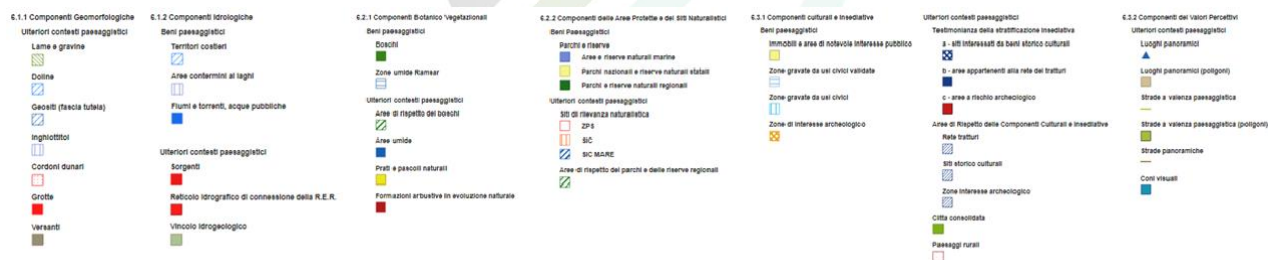 6.1.1 Componenti Geomorfologiche
Ulteriori contesti paesaggistici
Lame e gravine
Doline
Geositi (fascia tutela)
Inghiottitoi
Cordoni dunari
Grotte
Versanti
6.1.2 Componenti Idrologiche
Beni paesaggistici
Territori costieri
Aree contermini ai laghi
Fiumi e torrenti, acque pubbliche
Ulteriori contesti paesaggistici
Sorgenti
Reticolo idrografico di connessione della R.E.R.
Vincolo idrogeologico
6.2.1 Componenti Botanico Vegetazionali
Beni paesaggistici
Boschi
Zone umide Ramsar
Ulteriori contesti paesaggistici
Aree di rispetto dei boschi
Aree umide
Prati e pascoli naturali
Formazioni arbustive in evoluzione naturale
6.2.2 Componenti delle Aree Protette e dei Siti Naturalistici
Beni Paesaggistici
Parchi e riserve
Aree e riserve naturali marine
Parchi nazionali e riserve naturali statali
Parchi e riserve naturali regionali
Ulteriori contesti paesaggistici
Siti di rilevanza naturalistica
ZPS
SIC
SIC MARE
Aree di rispetto dei parchi e delle riserve regionali
6.3.1 Componenti culturali e insediative
Beni paesaggistici
Immobili e aree di notevole interesse pubblico
Zone gravate da usi civici validate
Zone gravate da usi civici
Zone di interesse archeologico
Ulteriori contesti paesaggistici
Testimonianza della stratificazione insediativa
a - siti interessati da beni storico culturali
b - aree appartenenti alla rete dei tratturi
c - aree a rischio archeologico
Aree di Rispetto delle Componenti Culturali e Insediative
Rete tratturi
Siti storico culturali
Zone interesse archeologico
Città consolidata
Paesaggi rurali
6.3.2 Componenti dei Valori Percettivi
Ulteriori contesti paesaggistici
Luoghi panoramici
Luoghi panoramici (poligoni)
Strade a valenza paesaggistica
Strade a valenza paesaggistica (poligoni)
Strade panoramiche
Coni visuali